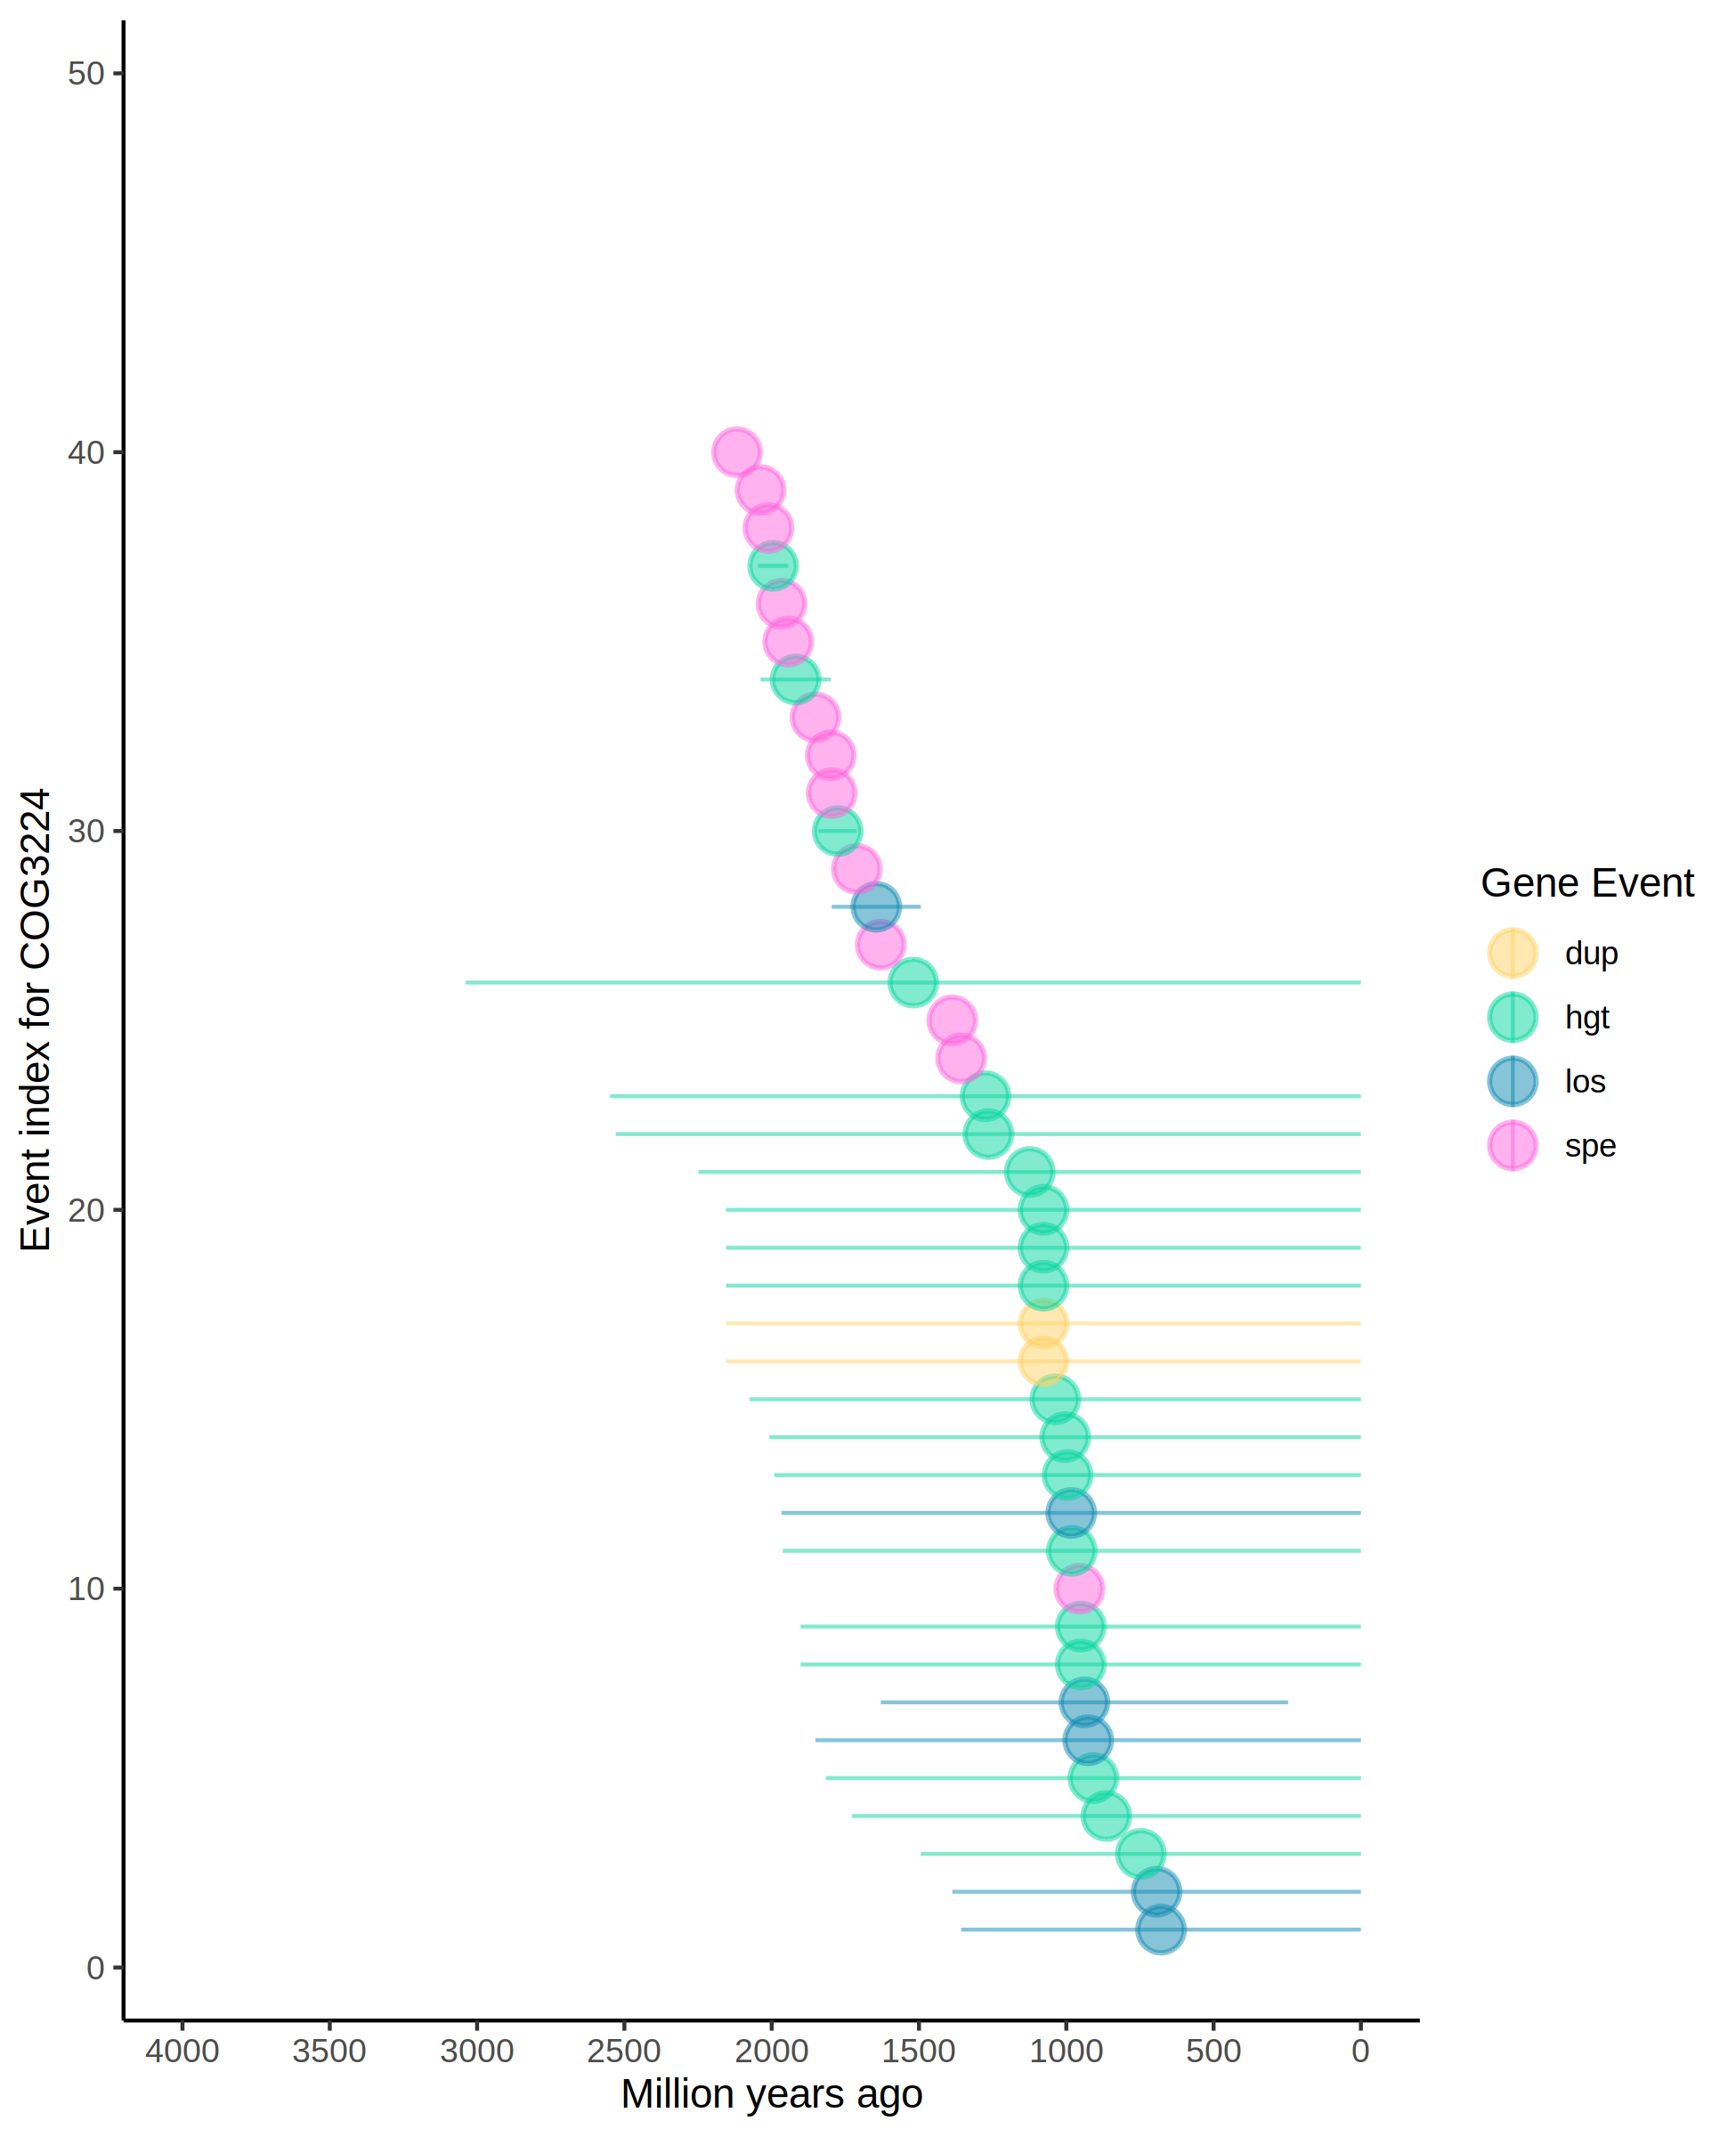 50
40
30
20
10
0
Event index for COG3224
4000 3500 3000 2500 2000 1500 1000 500 0
Million years ago
Gene Event
dup
hgt
los
spe